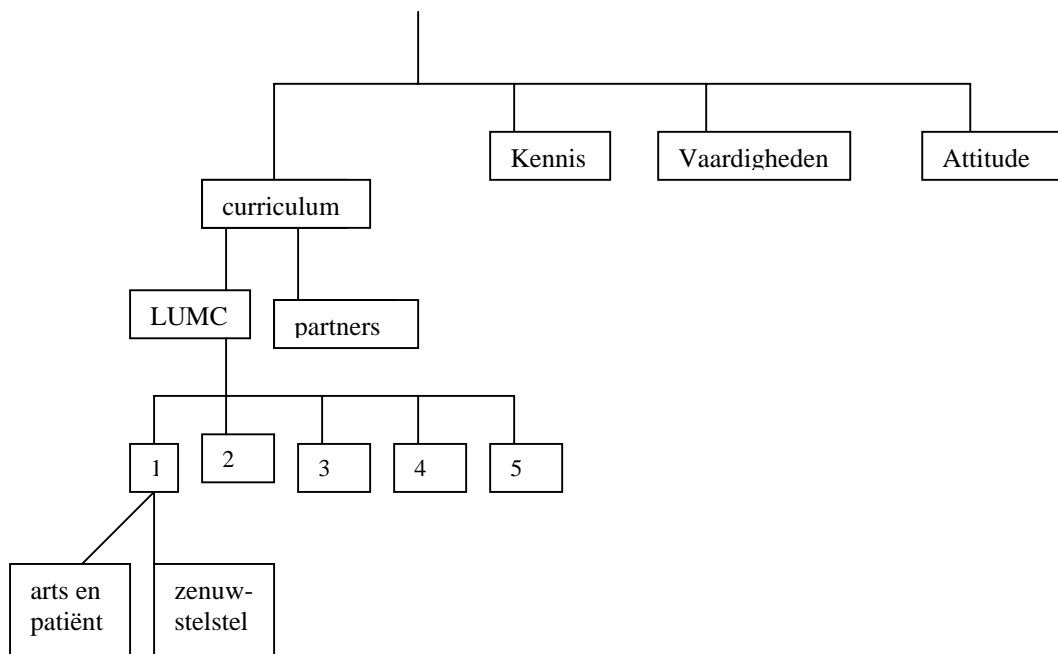 Kennis
Vaardigheden
Attitude
curriculum
LUMC
partners
1
2
3
4
5
arts en
patiënt
zenuw-
stelstel